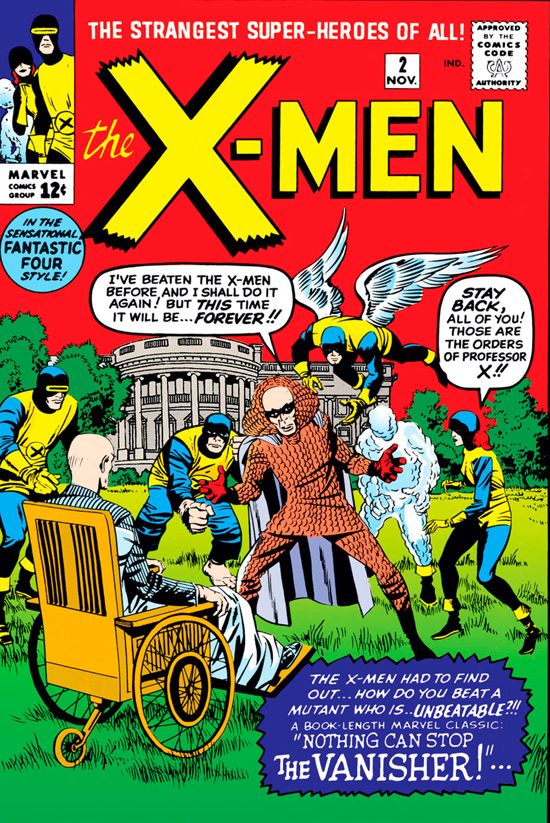 THE STRANGEST SUPER-HEROES OF ALL!
APPROVED
BY THE
COMICS
CODE
CA
AUTHORITY
2
NOV.
IND.
the X-MEN
MARVEL
COMICS
GROUP 12¢
IN THE
SENSATIONAL
FANTASTIC
FOUR
STYLE!
I'VE BEATEN THE X-MEN
BEFORE AND I SHALL DO IT
AGAIN! BUT THIS TIME
IT WILL BE... FOREVER!!
STAY
BACK,
ALL OF YOU!
THOSE ARE
THE ORDERS
OF PROFESSOR
X!!
THE X-MEN HAD TO FIND
OUT... HOW DO YOU BEAT A
MUTANT WHO IS.. UNBEATABLE?!!
A BOOK-LENGTH MARVEL CLASSIC:
"NOTHING CAN STOP
THE VANISHER!"...